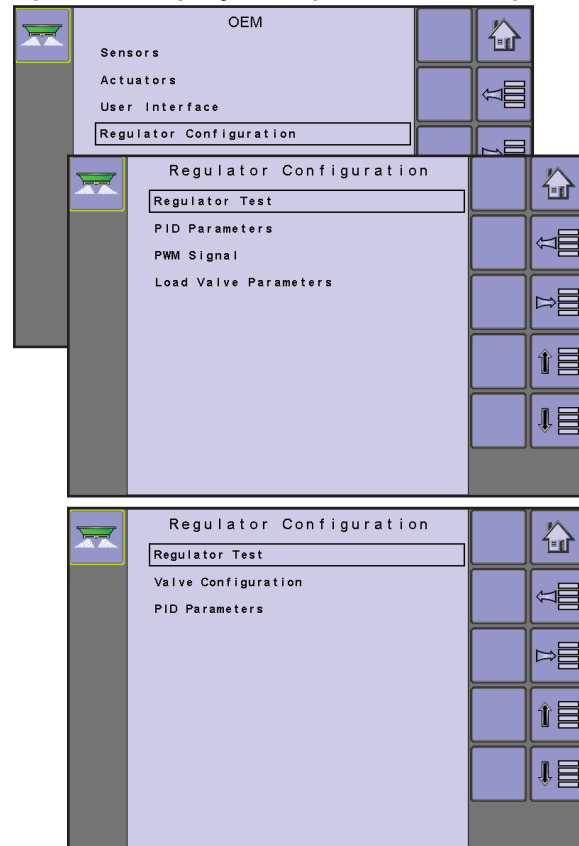 OEM
Sensors
Actuators
User Interface
Regulator Configuration
Regulator Configuration
Regulator Test
PID Parameters
PWM Signal
Load Valve Parameters
Regulator Configuration
Regulator Test
Valve Configuration
PID Parameters